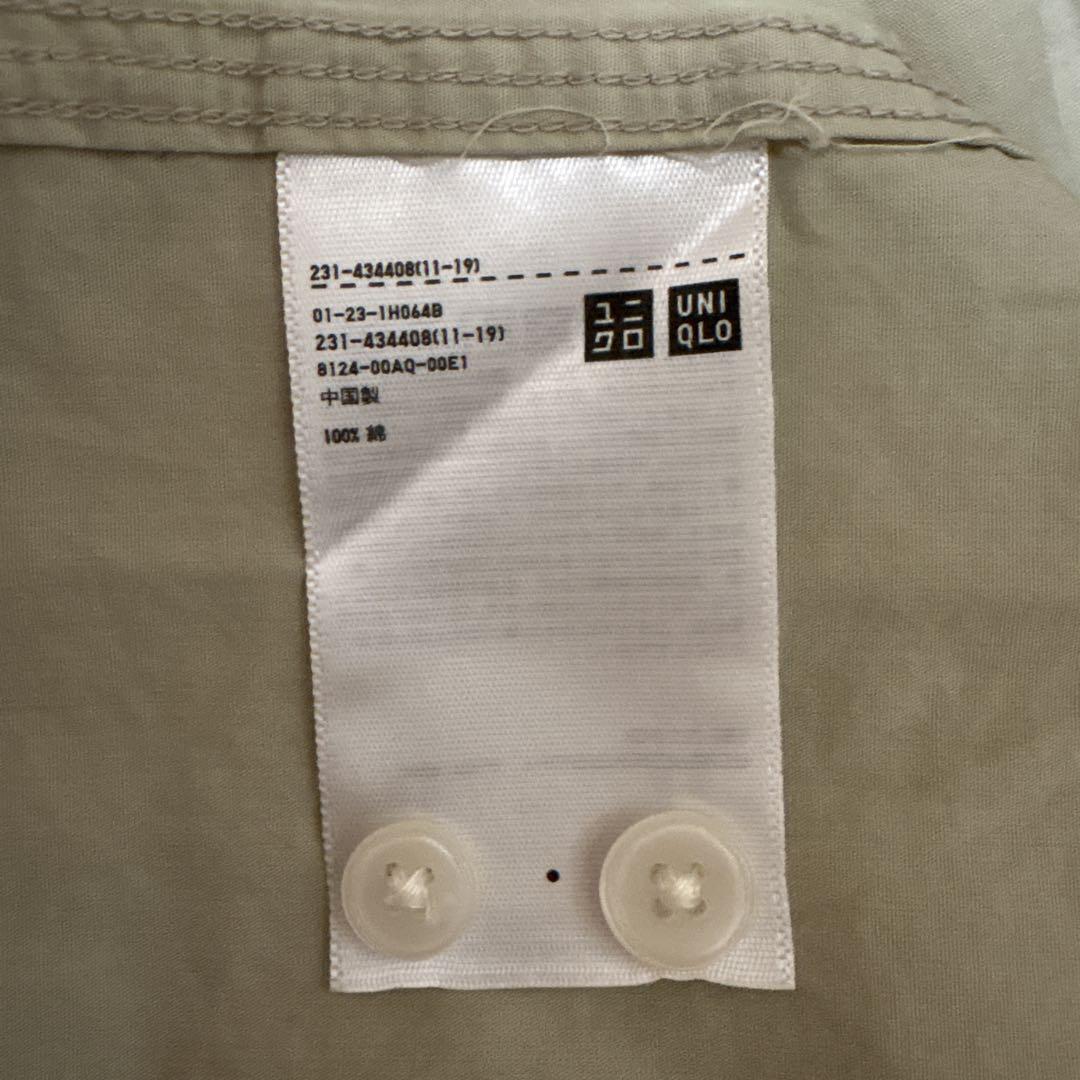 231-434408(11-19)
01-23-1H064B
231-434408(11-19)
8124-00AQ-00E1
中国製
100% 綿
ユニ
クロ
UNI
QLO